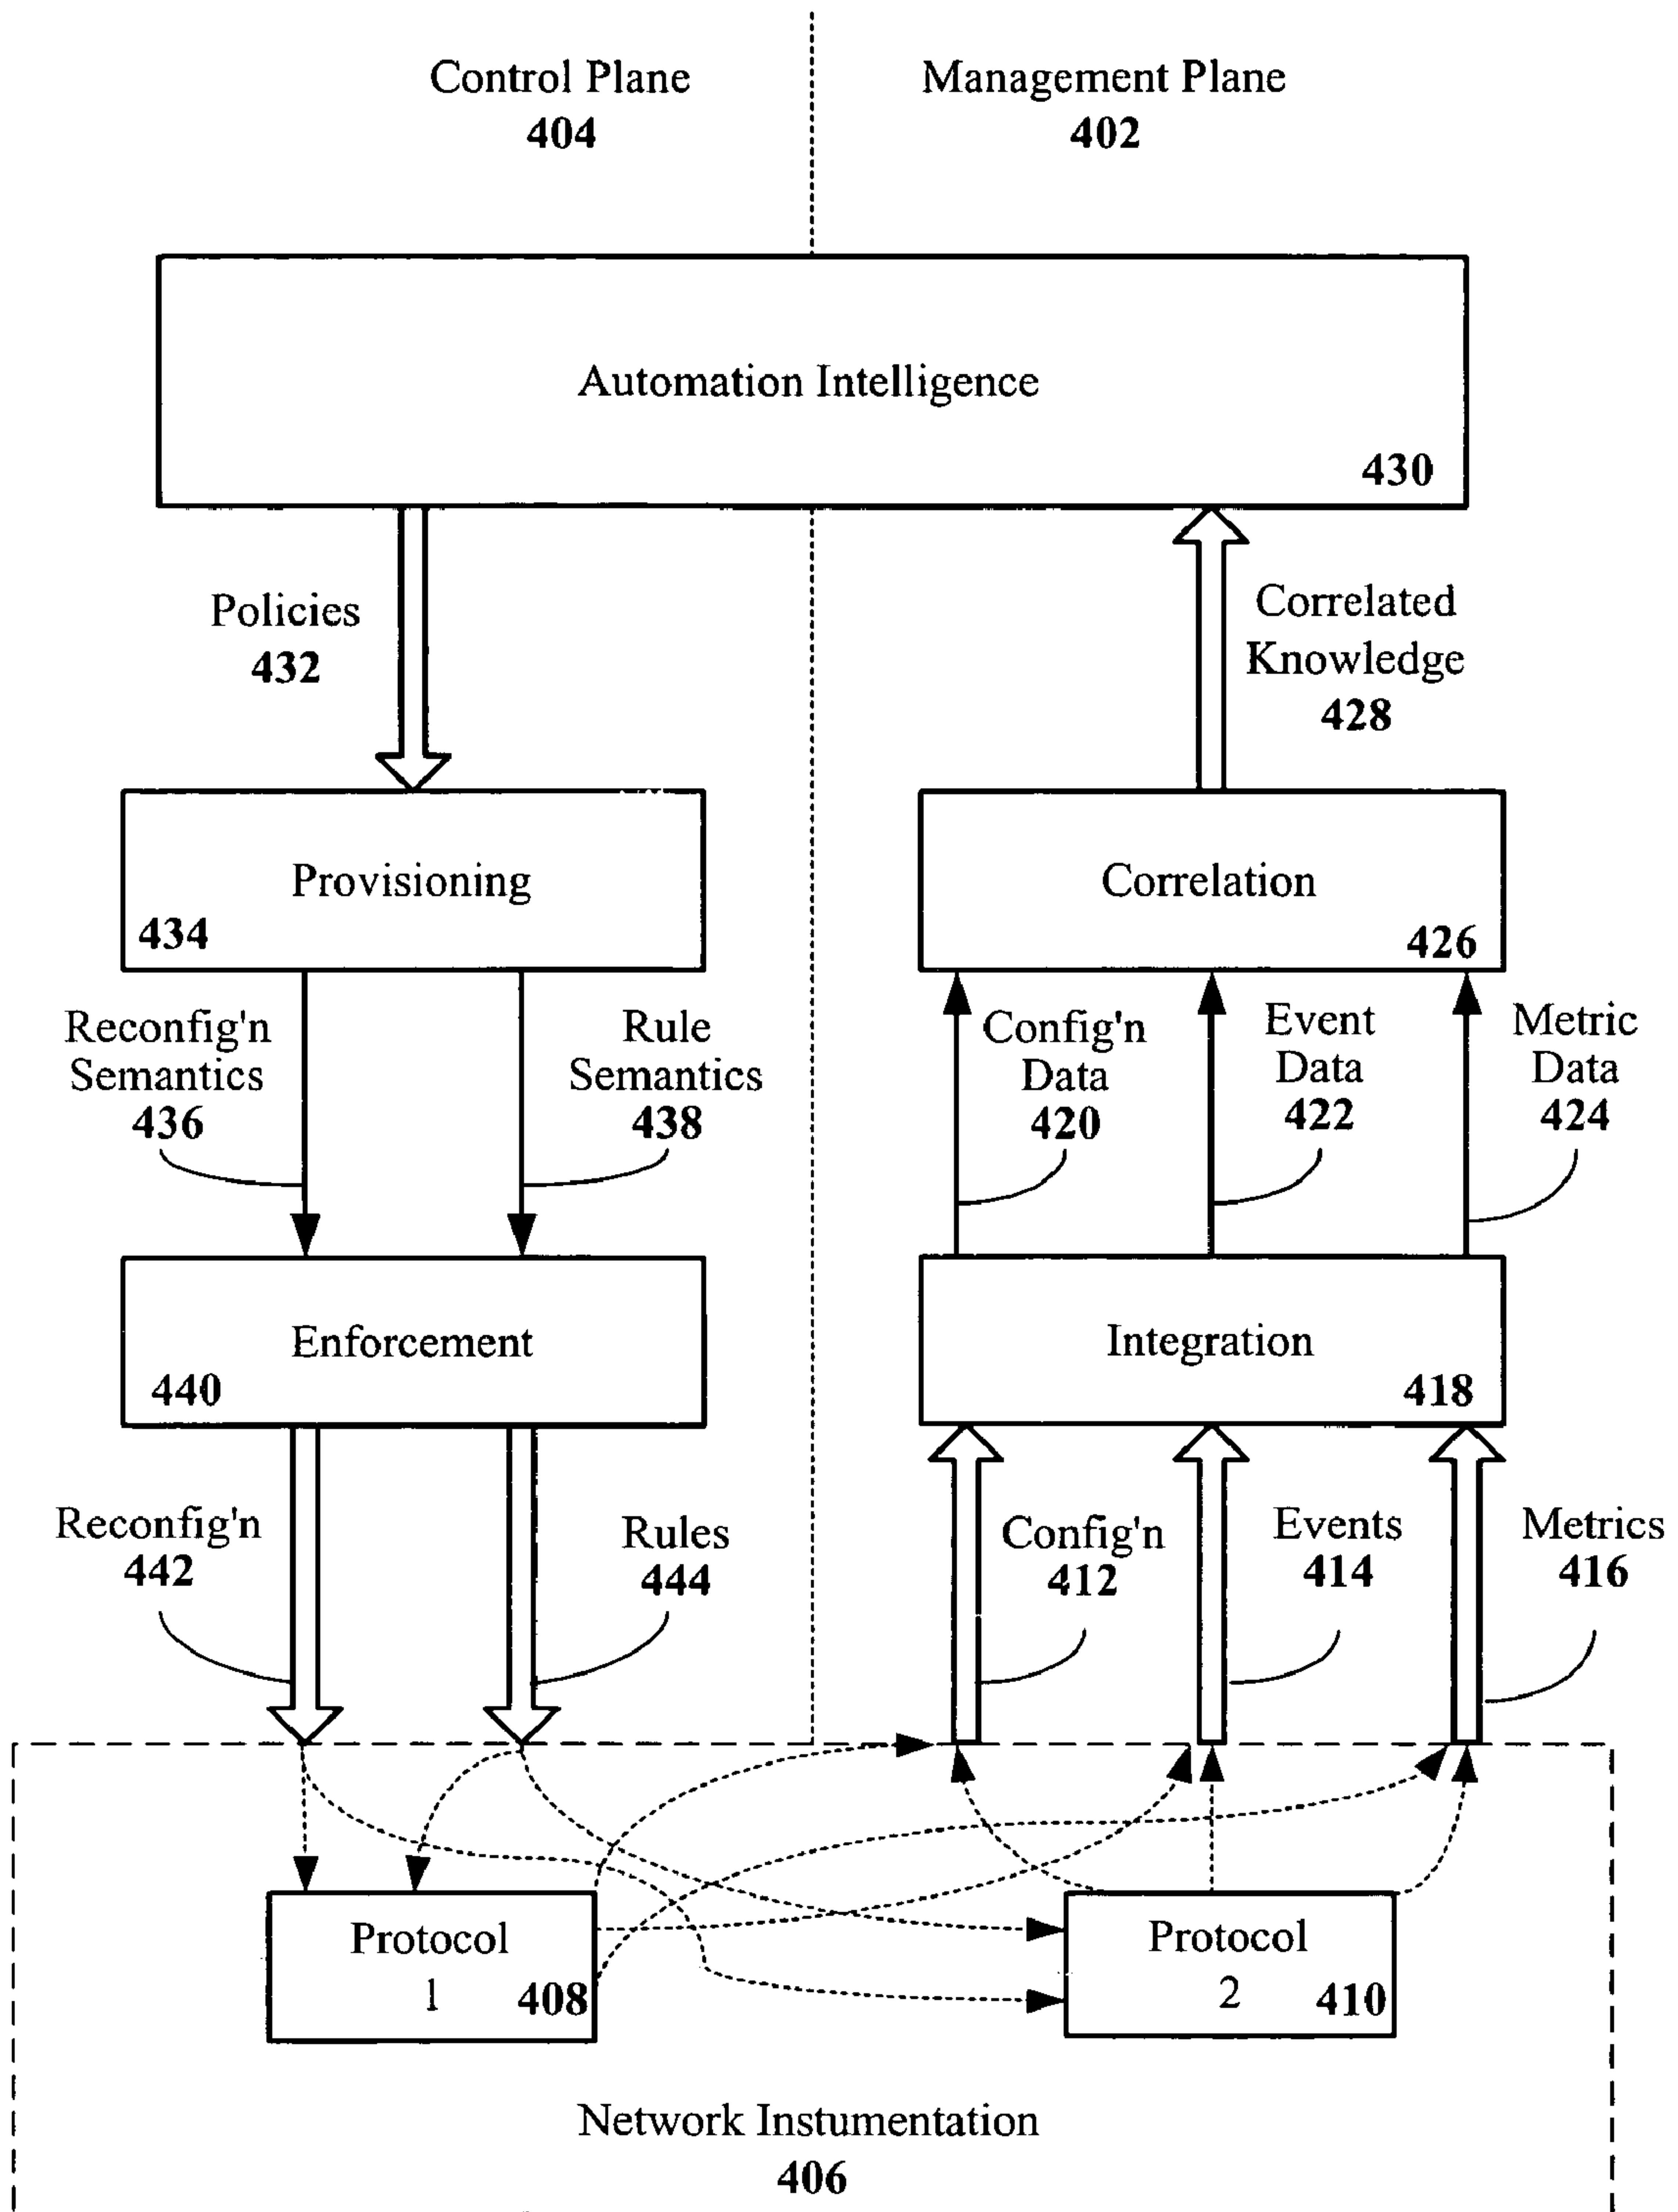 Control Plane
404
Management Plane
402
Automation Intelligence
430
Policies
432
Correlated
Knowledge
428
Provisioning
434
Correlation
426
Reconfig'n
Semantics
436
Rule
Semantics
438
Config'n
Data
420
Event
Data
422
Metric
Data
424
Enforcement
440
Integration
418
Reconfig'n
442
Rules
444
Config'n
412
Events
414
Metrics
416
Protocol
1
408
Protocol
2
410
Network Instumentation
406